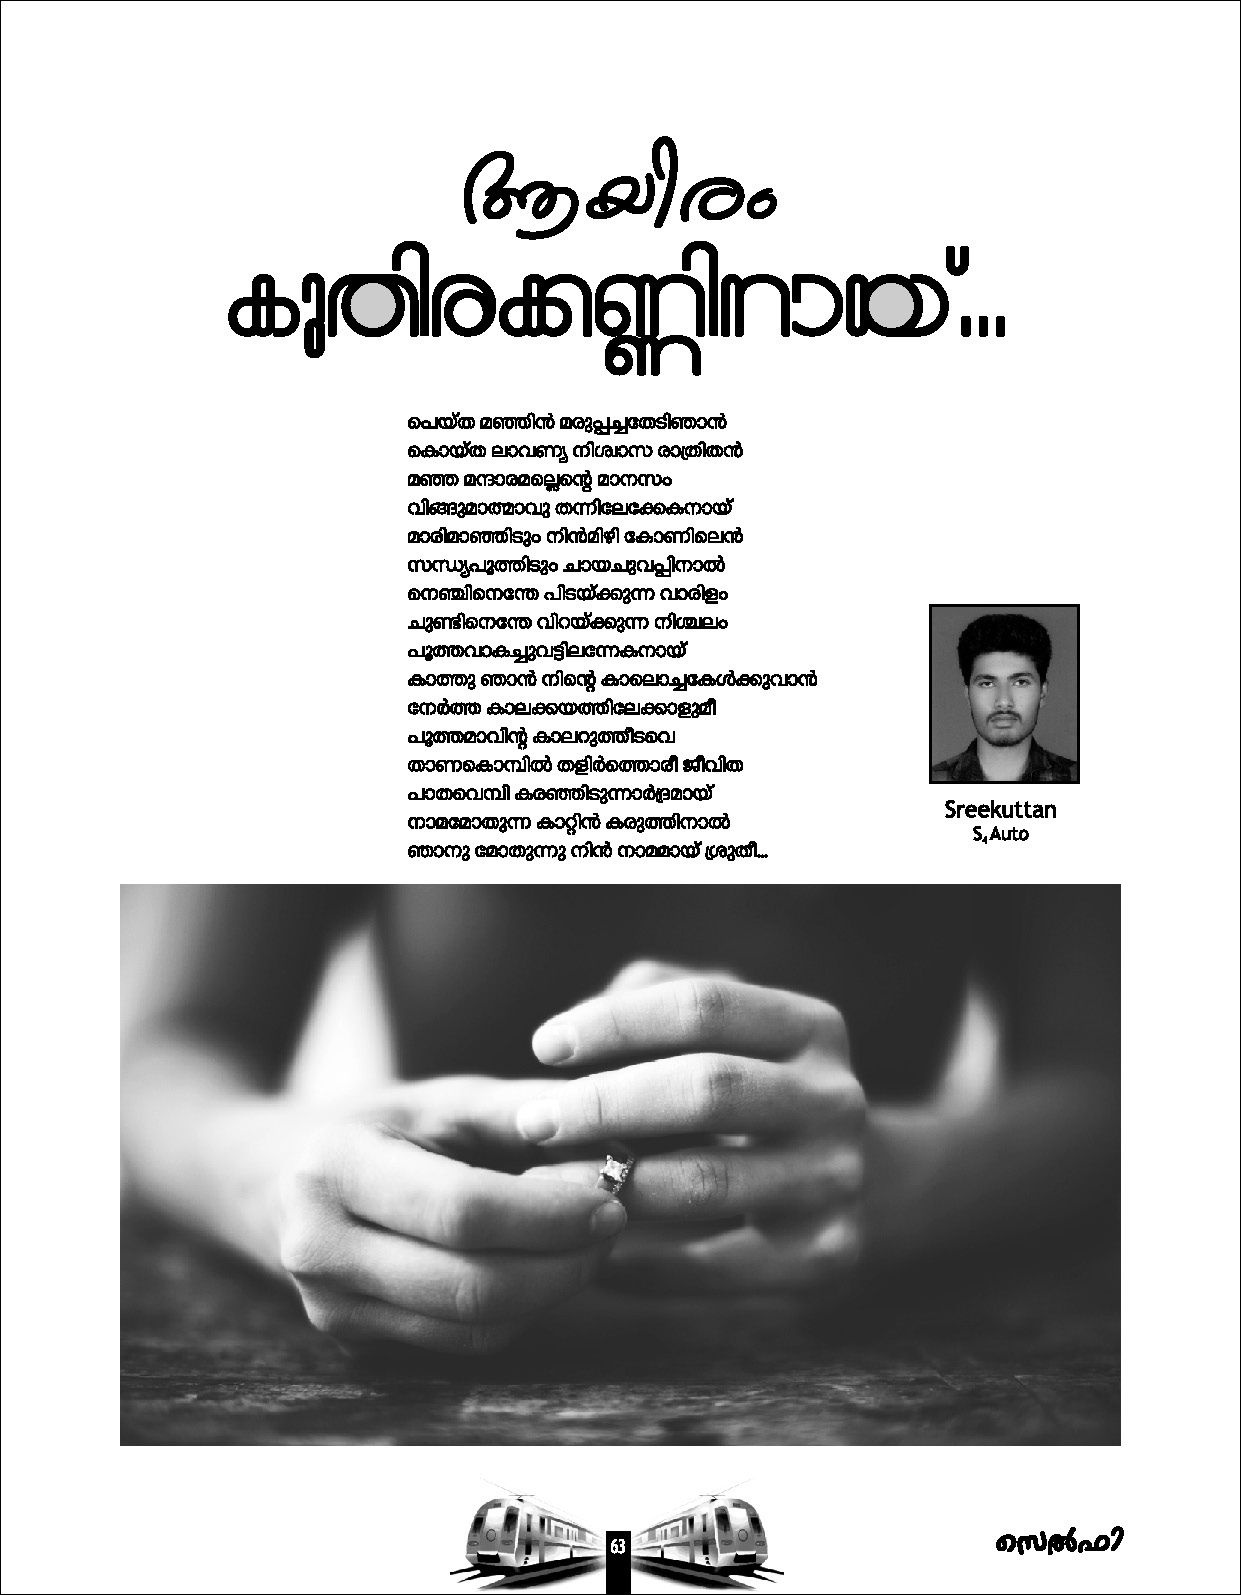 ആയിരം
കുതിരക്കണ്ണിനായ്...
പെയ്ത മഞ്ഞിൻ മരുപ്പച്ചതേടിഞാൻ
കൊയ്ത ലാവണ്യ നിശ്വാസ രാത്രിതൻ
മഞ്ഞ മന്ദാരമല്ലെന്റെ മാനസം
വിങ്ങുമാത്മാവു തന്നിലേക്കേകനായ്
മാരിമാഞ്ഞിടും നിൻമിഴി കോണിലെൻ
സന്ധ്യപൂത്തിടും ചായചുവപ്പിനാൽ
നെഞ്ചിനെന്തേ പിടയ്ക്കുന്ന വാരിളം
ചുണ്ടിനെന്തേ വിറയ്ക്കുന്ന നിശ്ചലം
പൂത്തവാകച്ചുവട്ടിലന്നേകനായ്
കാത്തു ഞാൻ നിന്റെ കാലൊച്ചകേൾക്കുവാൻ
നേർത്ത കാലക്കയത്തിലേക്കാളുമീ
പൂത്തമാവിന്റ കാലറുത്തീടവെ
താണകൊമ്പിൽ തളിർത്തൊരീ ജീവിത
പാതവെമ്പി കരഞ്ഞിടുന്നാർദ്രമായ്
നാമമോതുന്ന കാറ്റിൻ കരുത്തിനാൽ
ഞാനു മോതുന്നു നിൻ നാമമായ് ശ്രുതീ...
Sreekuttan
S4 Auto
63
സെൽഫി